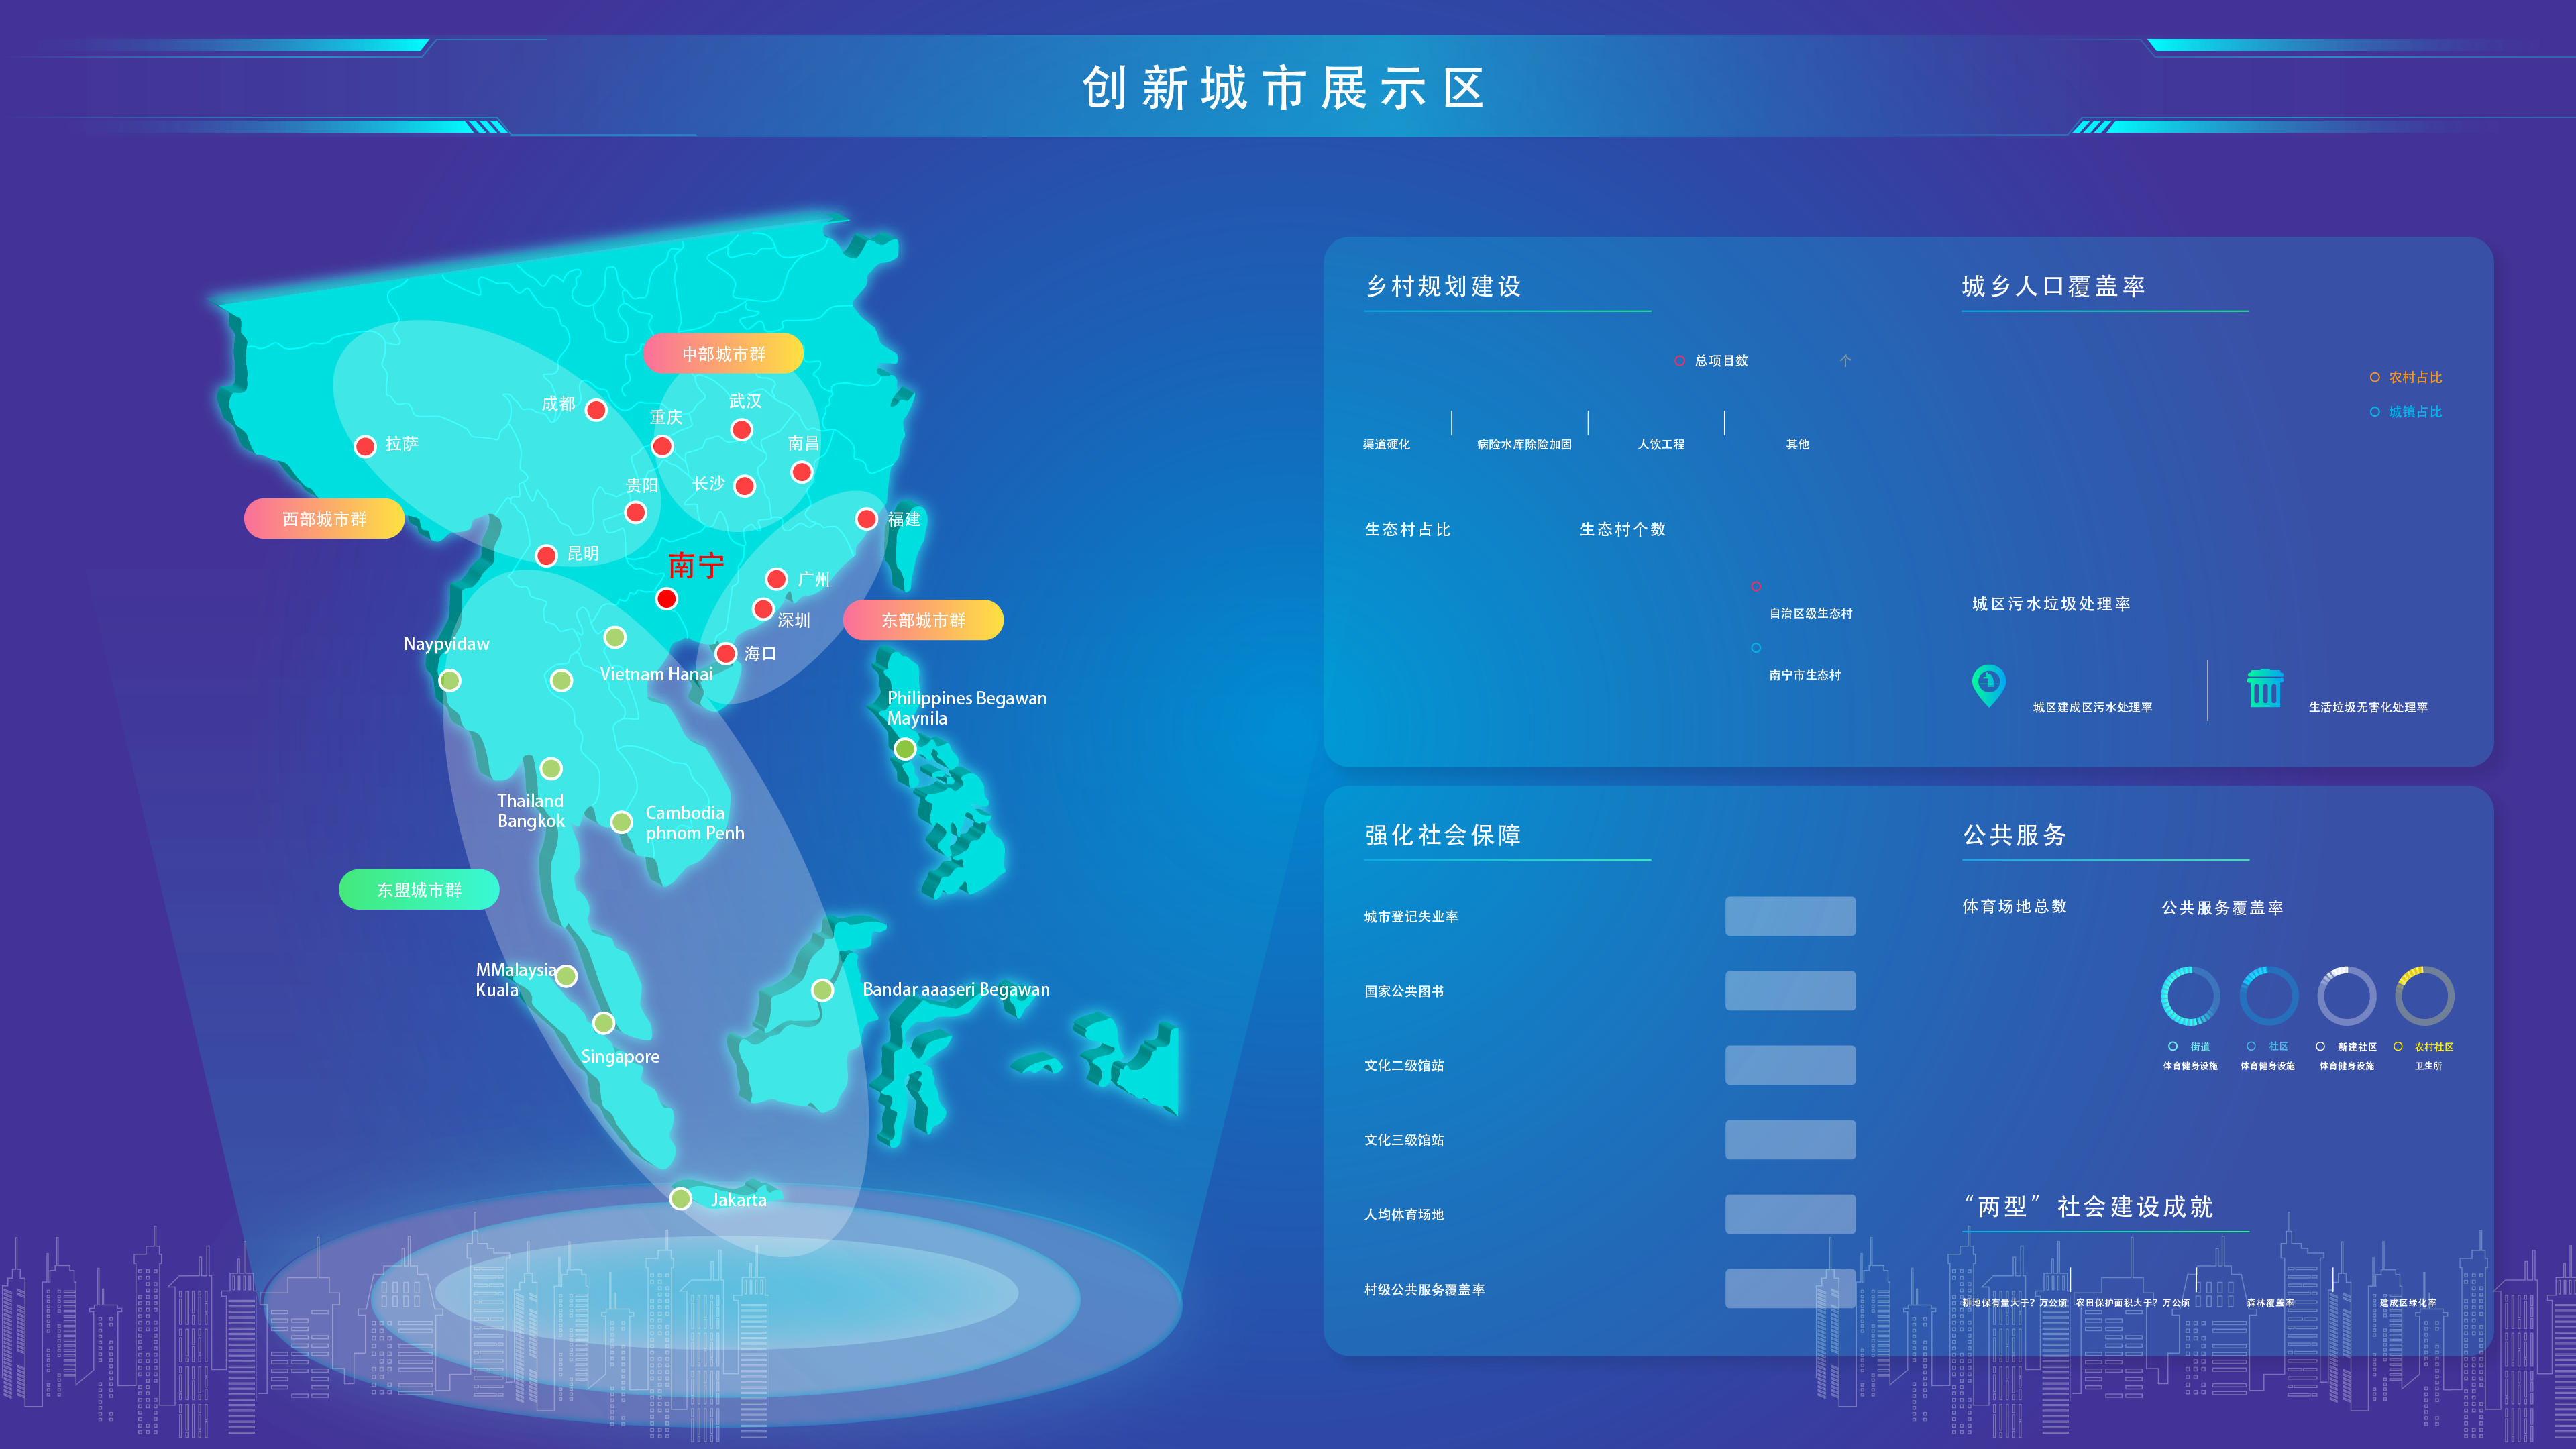 创新城市展示区
中部城市群
成都
武汉
重庆
拉萨
南昌
贵阳
长沙
西部城市群
福建
昆明
南宁
广州
东部城市群
深圳
Naypyidaw
海口
Vietnam Hanai
Philippines Begawan
Maynila
Thailand
Bangkok
Cambodia
phnom Penh
东盟城市群
MMalaysia
Kuala
Bandar aaaseri Begawan
Singapore
Jakarta
乡村规划建设
总项目数 个
渠道硬化 病险水库除险加固 人饮工程 其他
生态村占比 生态村个数
自治区级生态村
南宁市生态村
城乡人口覆盖率
农村占比
城镇占比
城区污水垃圾处理率
城区建成区污水处理率 生活垃圾无害化处理率
强化社会保障
城市登记失业率
国家公共图书
文化二级馆站
文化三级馆站
人均体育场地
村级公共服务覆盖率
公共服务
体育场地总数 公共服务覆盖率
街道 社区 新建社区 农村社区
体育健身设施 体育健身设施 体育健身设施 卫生所
“两型”社会建设成就
耕地保有量大于？万公顷 农田保护面积大于？万公顷 森林覆盖率 建成区绿化率